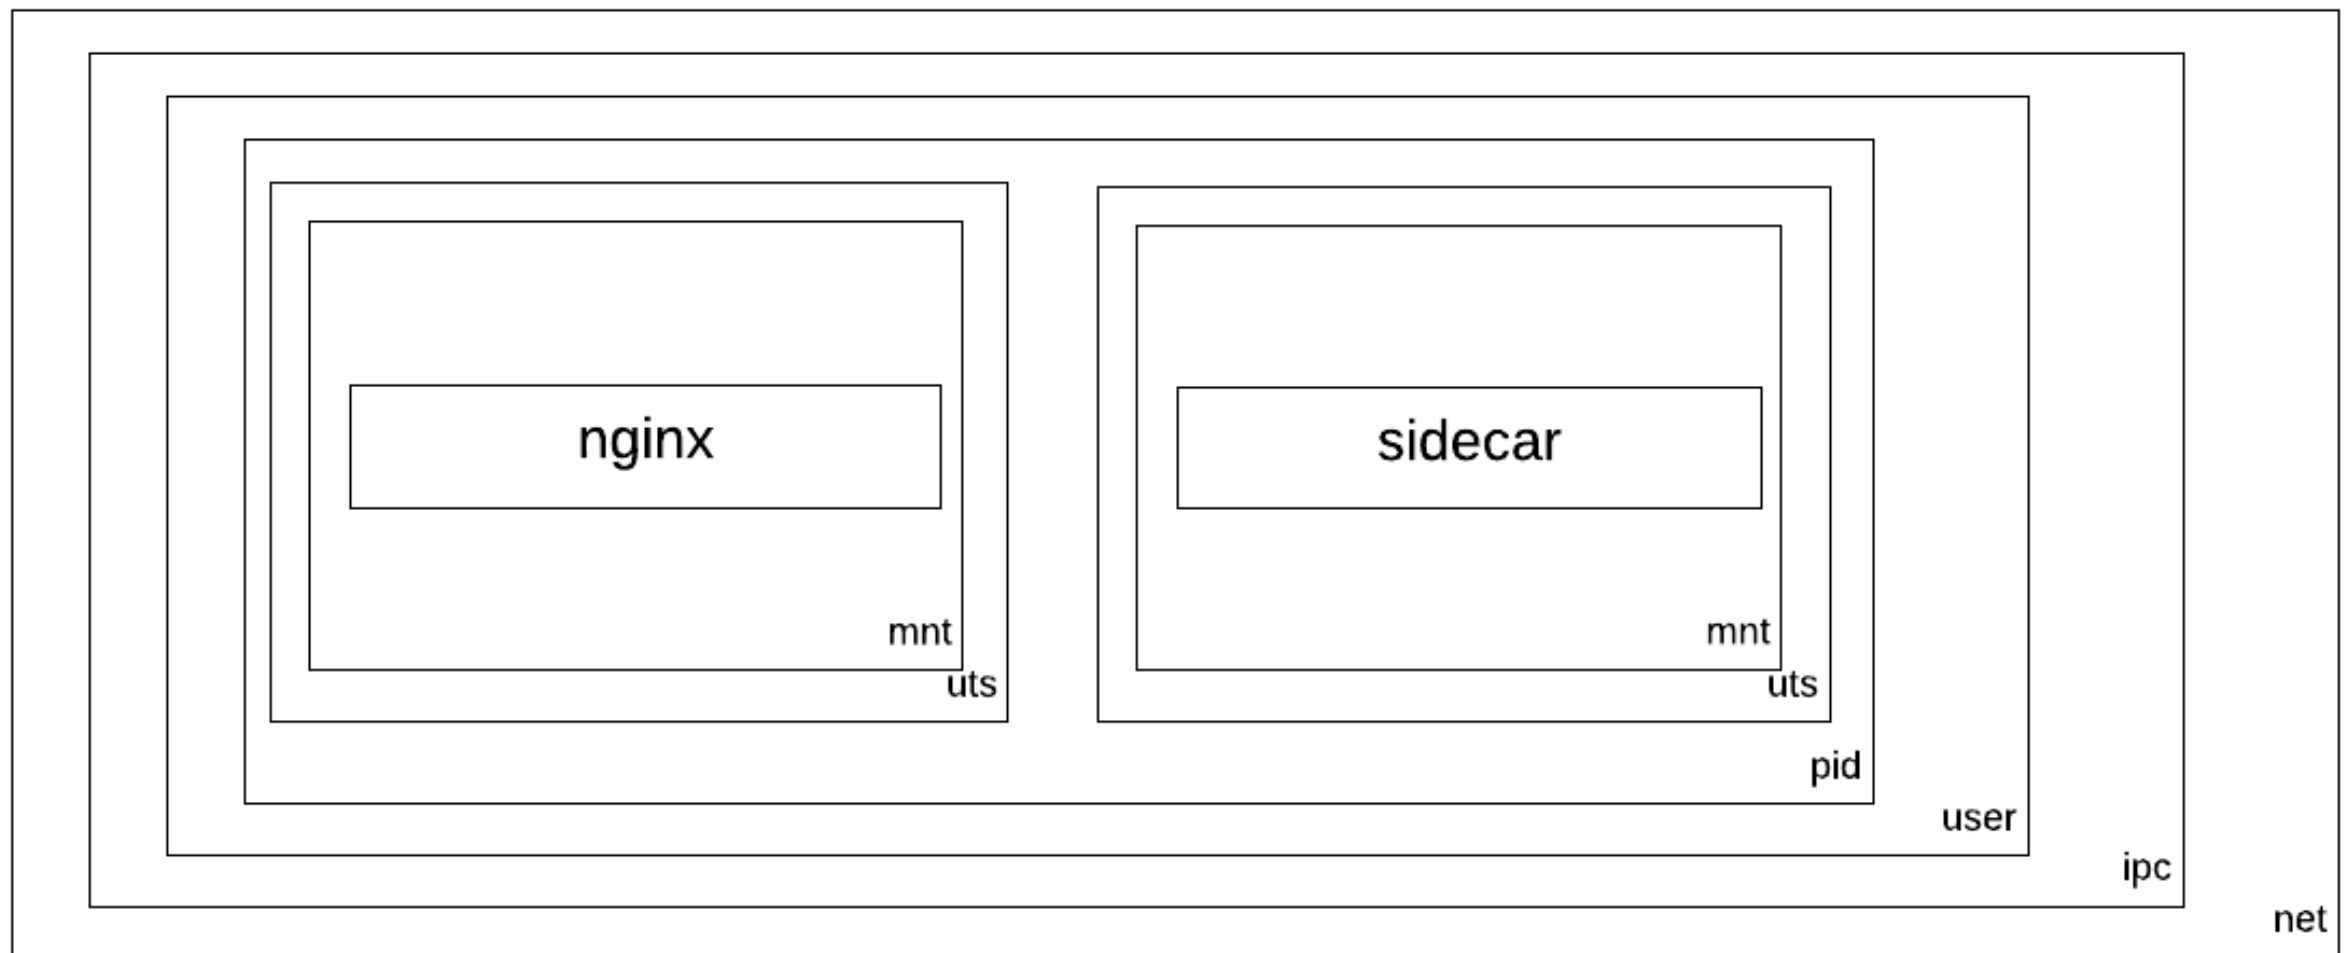 nginx
sidecar
mnt
mnt
uts
uts
pid
user
ipc
net